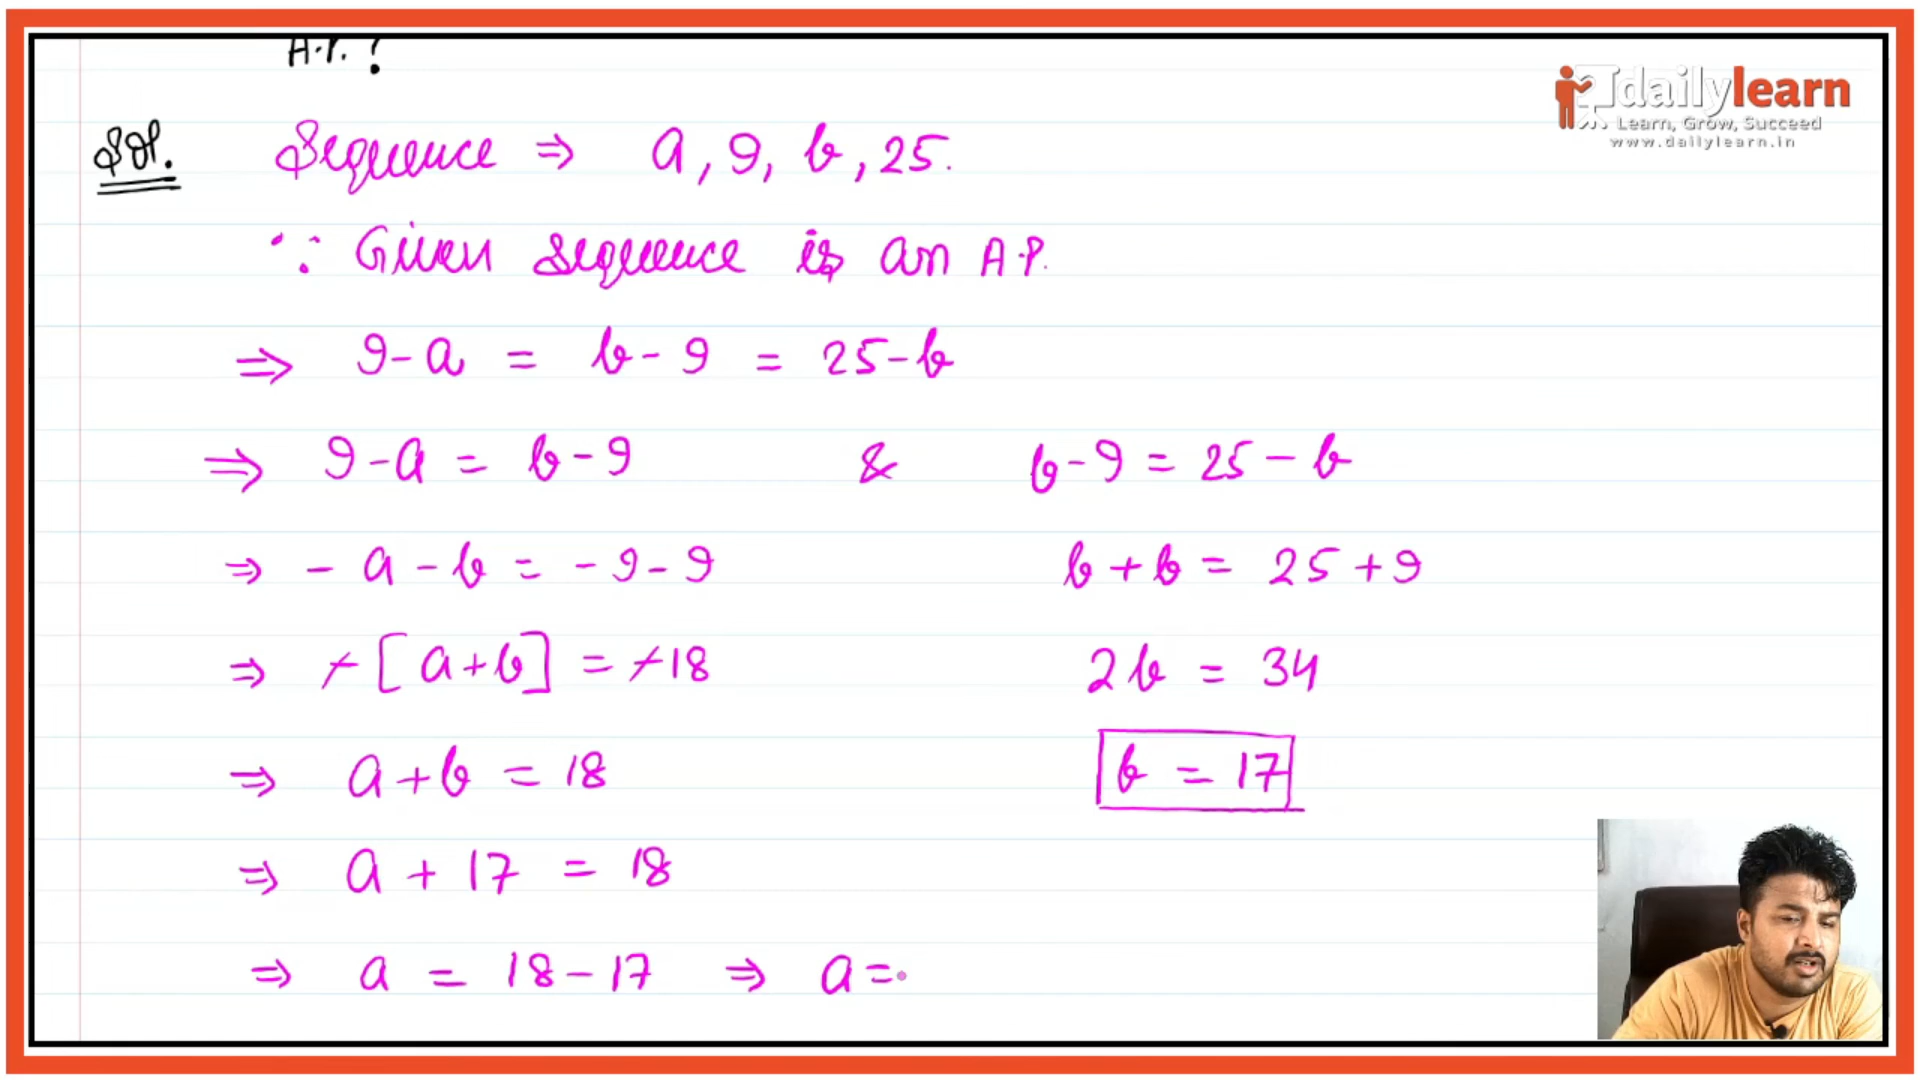 A.P. ?
dailylearn
Learn, Grow, Succeed
www.dailylearn.in
Sol. Sequence ⇒ a, 9, b, 25.
∵ Given sequence is an A.P.
⇒ 9-a = b-9 = 25-b
⇒ 9-a = b-9 & b-9 = 25-b
⇒ -a-b = -9-9 b+b = 25+9
⇒ -[a+b] = -18 2b = 34
⇒ a+b = 18 b = 17
⇒ a+17 = 18
⇒ a = 18-17 ⇒ a=